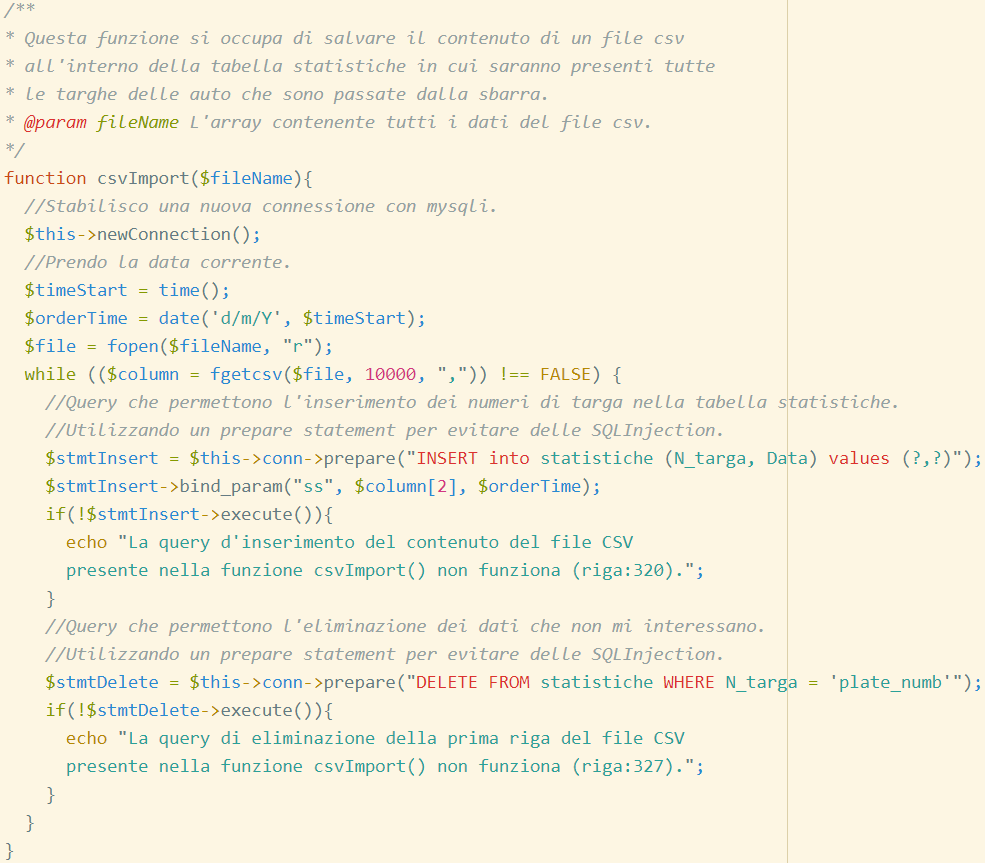 /**
* Questa funzione si occupa di salvare il contenuto di un file csv
* all'interno della tabella statistiche in cui saranno presenti tutte
* le targhe delle auto che sono passate dalla sbarra.
* @param fileName L'array contenente tutti i dati del file csv.
*/
function csvImport($fileName){
  //Stabilisco una nuova connessione con mysqli.
  $this->newConnection();
  //Prendo la data corrente.
  $timeStart = time();
  $orderTime = date('d/m/Y', $timeStart);
  $file = fopen($fileName, "r");
  while (($column = fgetcsv($file, 10000, ",")) !== FALSE) {
    //Query che permettono l'inserimento dei numeri di targa nella tabella statistiche.
    //Utilizzando un prepare statement per evitare delle SQLInjection.
    $stmtInsert = $this->conn->prepare("INSERT into statistiche (N_targa, Data) values (?,?)");
    $stmtInsert->bind_param("ss", $column[2], $orderTime);
    if(!$stmtInsert->execute()){
      echo "La query d'inserimento del contenuto del file CSV
      presente nella funzione csvImport() non funziona (riga:320).";
    }
    //Query che permettono l'eliminazione dei dati che non mi interessano.
    //Utilizzando un prepare statement per evitare delle SQLInjection.
    $stmtDelete = $this->conn->prepare("DELETE FROM statistiche WHERE N_targa = 'plate_numb'");
    if(!$stmtDelete->execute()){
      echo "La query di eliminazione della prima riga del file CSV
      presente nella funzione csvImport() non funziona (riga:327).";
    }
  }
}